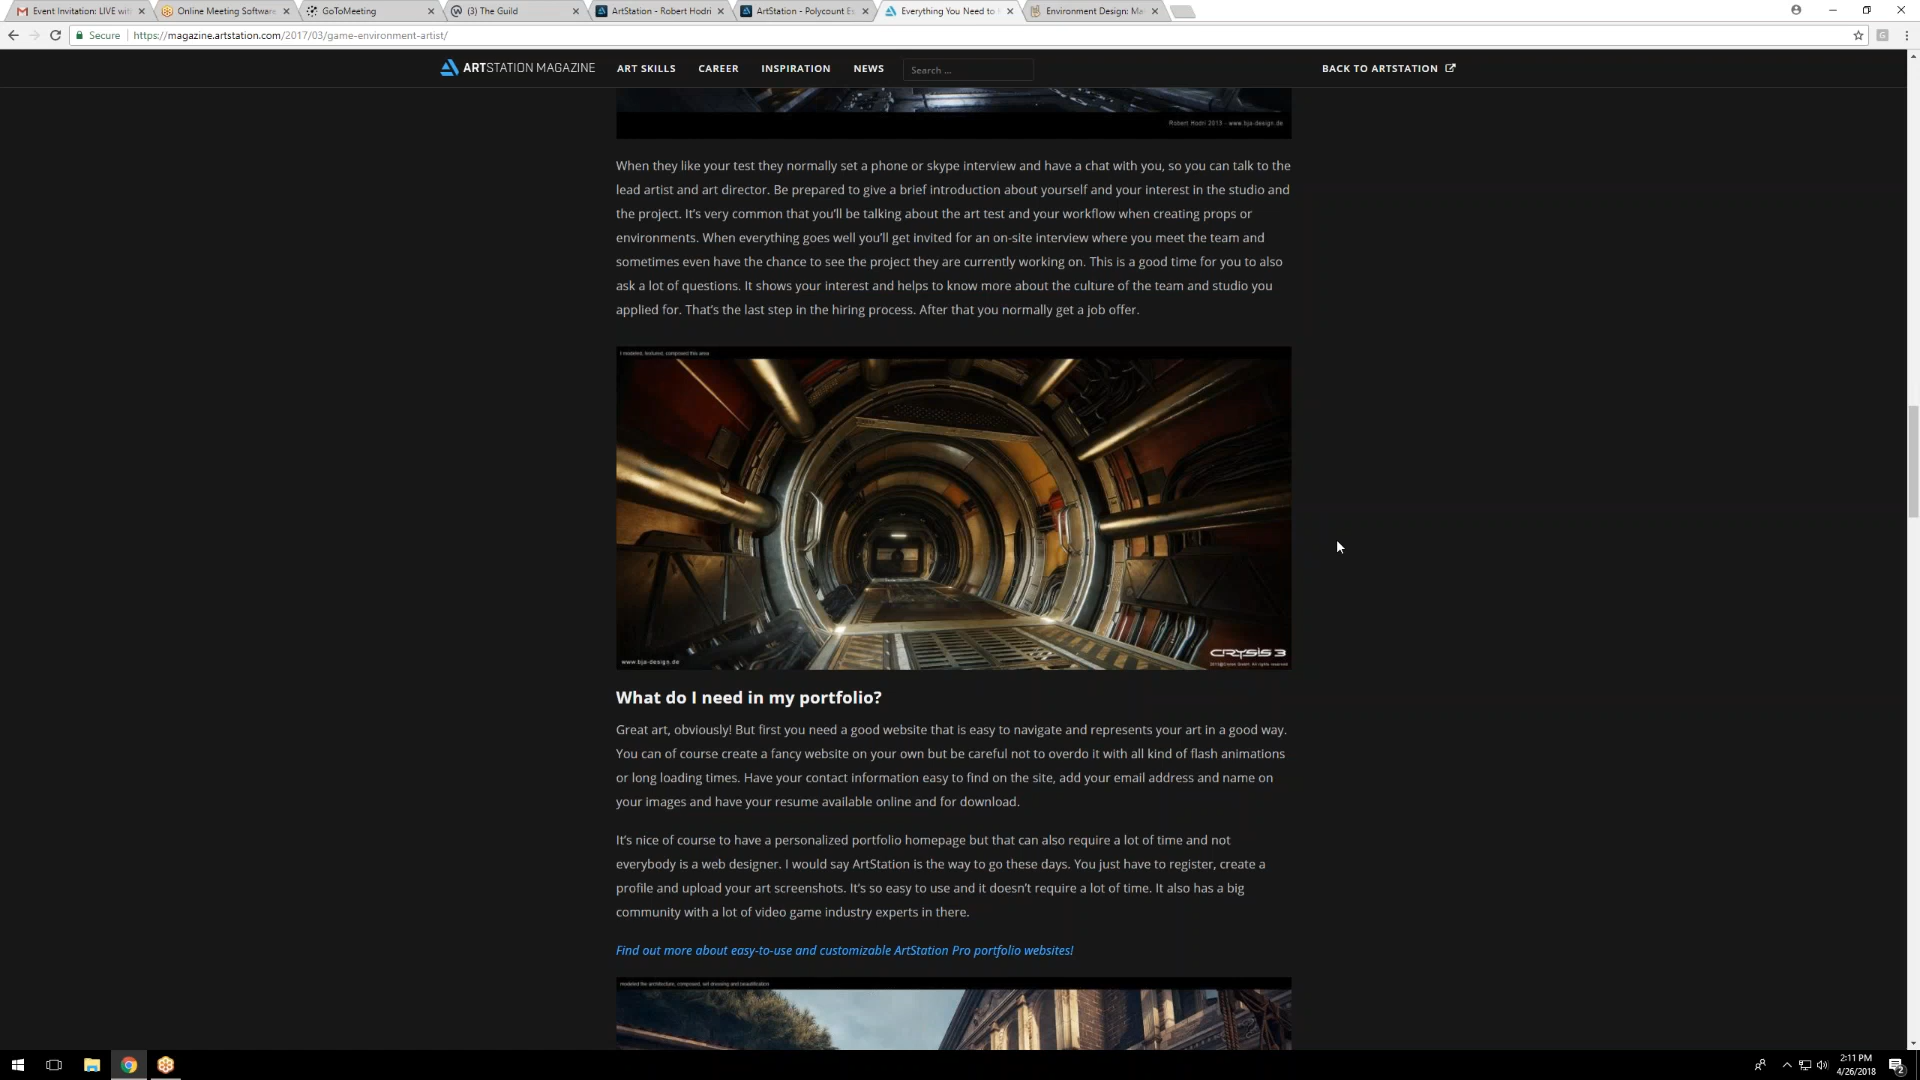 Event Invitation: LIVE wit
Online Meeting Software
GoToMeeting
(3) The Guild
ArtStation - Robert Hodri
ArtStation - Polycount Es
Everything You Need to
Environment Design: Ma
Secure
https://magazine.artstation.com/2017/03/game-environment-artist/
ARTSTATION MAGAZINE
ART SKILLS
CAREER
INSPIRATION
NEWS
Search ...
BACK TO ARTSTATION
Robert Hodri 2013 - www.bja-design.de
When they like your test they normally set a phone or skype interview and have a chat with you, so you can talk to the
lead artist and art director. Be prepared to give a brief introduction about yourself and your interest in the studio and
the project. It's very common that you'll be talking about the art test and your workflow when creating props or
environments. When everything goes well you'll get invited for an on-site interview where you meet the team and
sometimes even have the chance to see the project they are currently working on. This is a good time for you to also
ask a lot of questions. It shows your interest and helps to know more about the culture of the team and studio you
applied for. That's the last step in the hiring process. After that you normally get a job offer.
I modeled, textured, composed this area
www.bja-design.de
CRYSIS 3
What do I need in my portfolio?
Great art, obviously! But first you need a good website that is easy to navigate and represents your art in a good way.
You can of course create a fancy website on your own but be careful not to overdo it with all kind of flash animations
or long loading times. Have your contact information easy to find on the site, add your email address and name on
your images and have your resume available online and for download.
It's nice of course to have a personalized portfolio homepage but that can also require a lot of time and not
everybody is a web designer. I would say ArtStation is the way to go these days. You just have to register, create a
profile and upload your art screenshots. It's so easy to use and it doesn't require a lot of time. It also has a big
community with a lot of video game industry experts in there.
Find out more about easy-to-use and customizable ArtStation Pro portfolio websites!
modeled the architecture, composed, set dressing and beautification
2:11 PM
4/26/2018
2